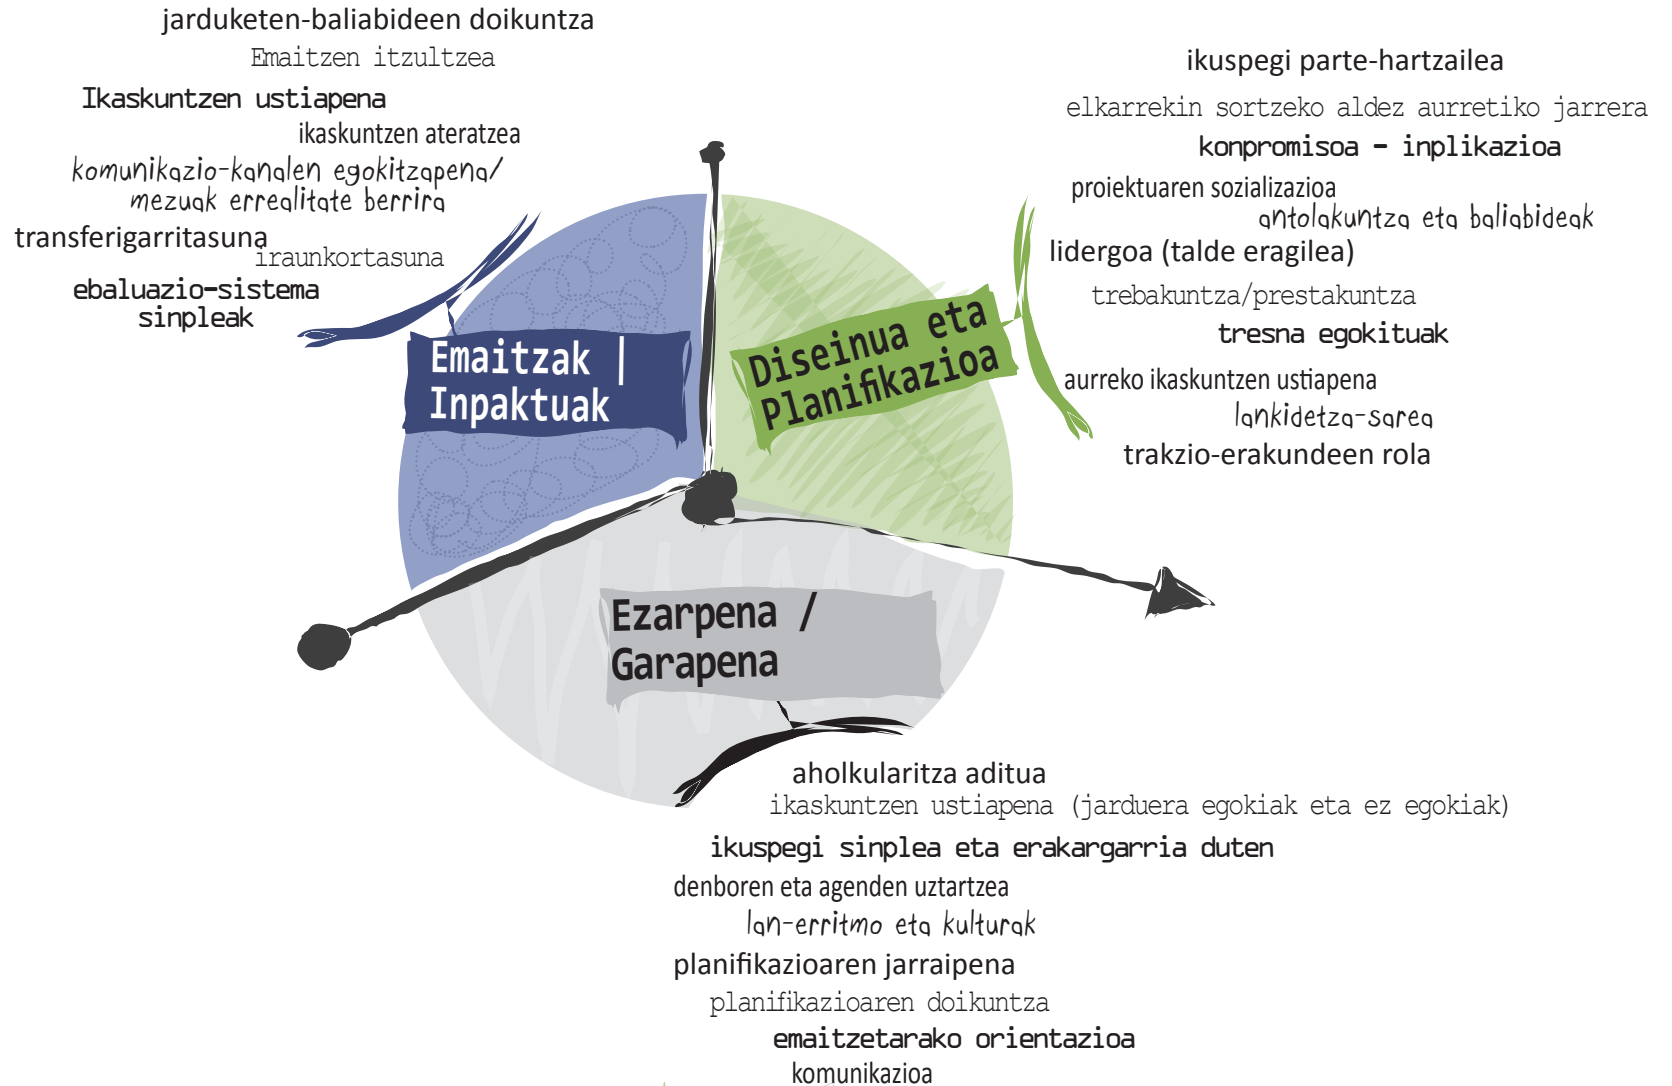 jarduketen-baliabideen doikuntza
Emaitzen itzultzea
Ikaskuntzen ustiapena
ikaskuntzen ateratzea
komunikazio-kanalen egokitzapena/
mezuak errealitate berrira
transferigarritasuna
iraunkortasuna
ebaluazio-sistema
sinpleak
Emaitzak |
Inpaktuak
ikuspegi parte-hartzailea
elkarrekin sortzeko aldez aurretiko jarrera
konpromisoa - inplikazioa
proiektuaren sozializazioa
antolakuntza eta baliabideak
lidergoa (talde eragilea)
trebakuntza/prestakuntza
tresna egokituak
aurreko ikaskuntzen ustiapena
lankidetza-sarea
trakzio-erakundeen rola
Diseinua eta
Planifikazioa
Ezarpena /
Garapena
aholkularitza aditua
ikaskuntzen ustiapena (jarduera egokiak eta ez egokiak)
ikuspegi sinplea eta erakargarria duten
denboren eta agenden uztartzea
lan-erritmo eta kulturak
planifikazioaren jarraipena
planifikazioaren doikuntza
emaitzetarako orientazioa
komunikazioa